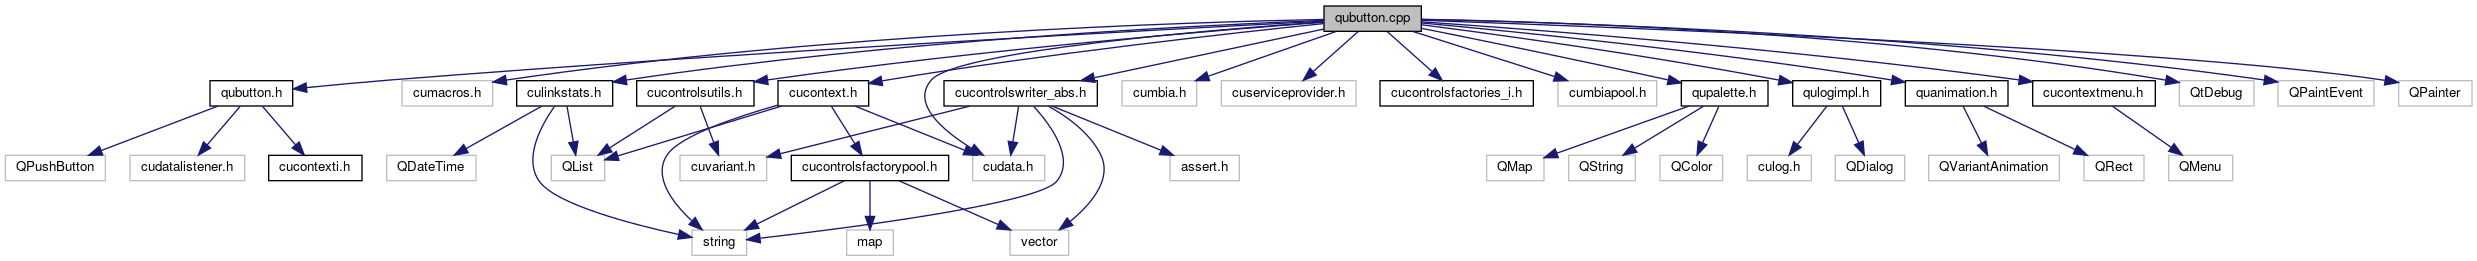 qubutton.cpp
qubutton.h
cumacros.h
culinkstats.h
cucontrolsutils.h
cucontext.h
cucontrolswriter_abs.h
cumbia.h
cuserviceprovider.h
cucontrolsfactories_i.h
cumbiapool.h
qupalette.h
qulogimpl.h
quanimation.h
cucontextmenu.h
QtDebug
QPaintEvent
QPainter
QPushButton
cudatalistener.h
cucontexti.h
QDateTime
QList
cuvariant.h
cucontrolsfactorypool.h
cudata.h
assert.h
QMap
QString
QColor
culog.h
QDialog
QVariantAnimation
QRect
QMenu
string
map
vector